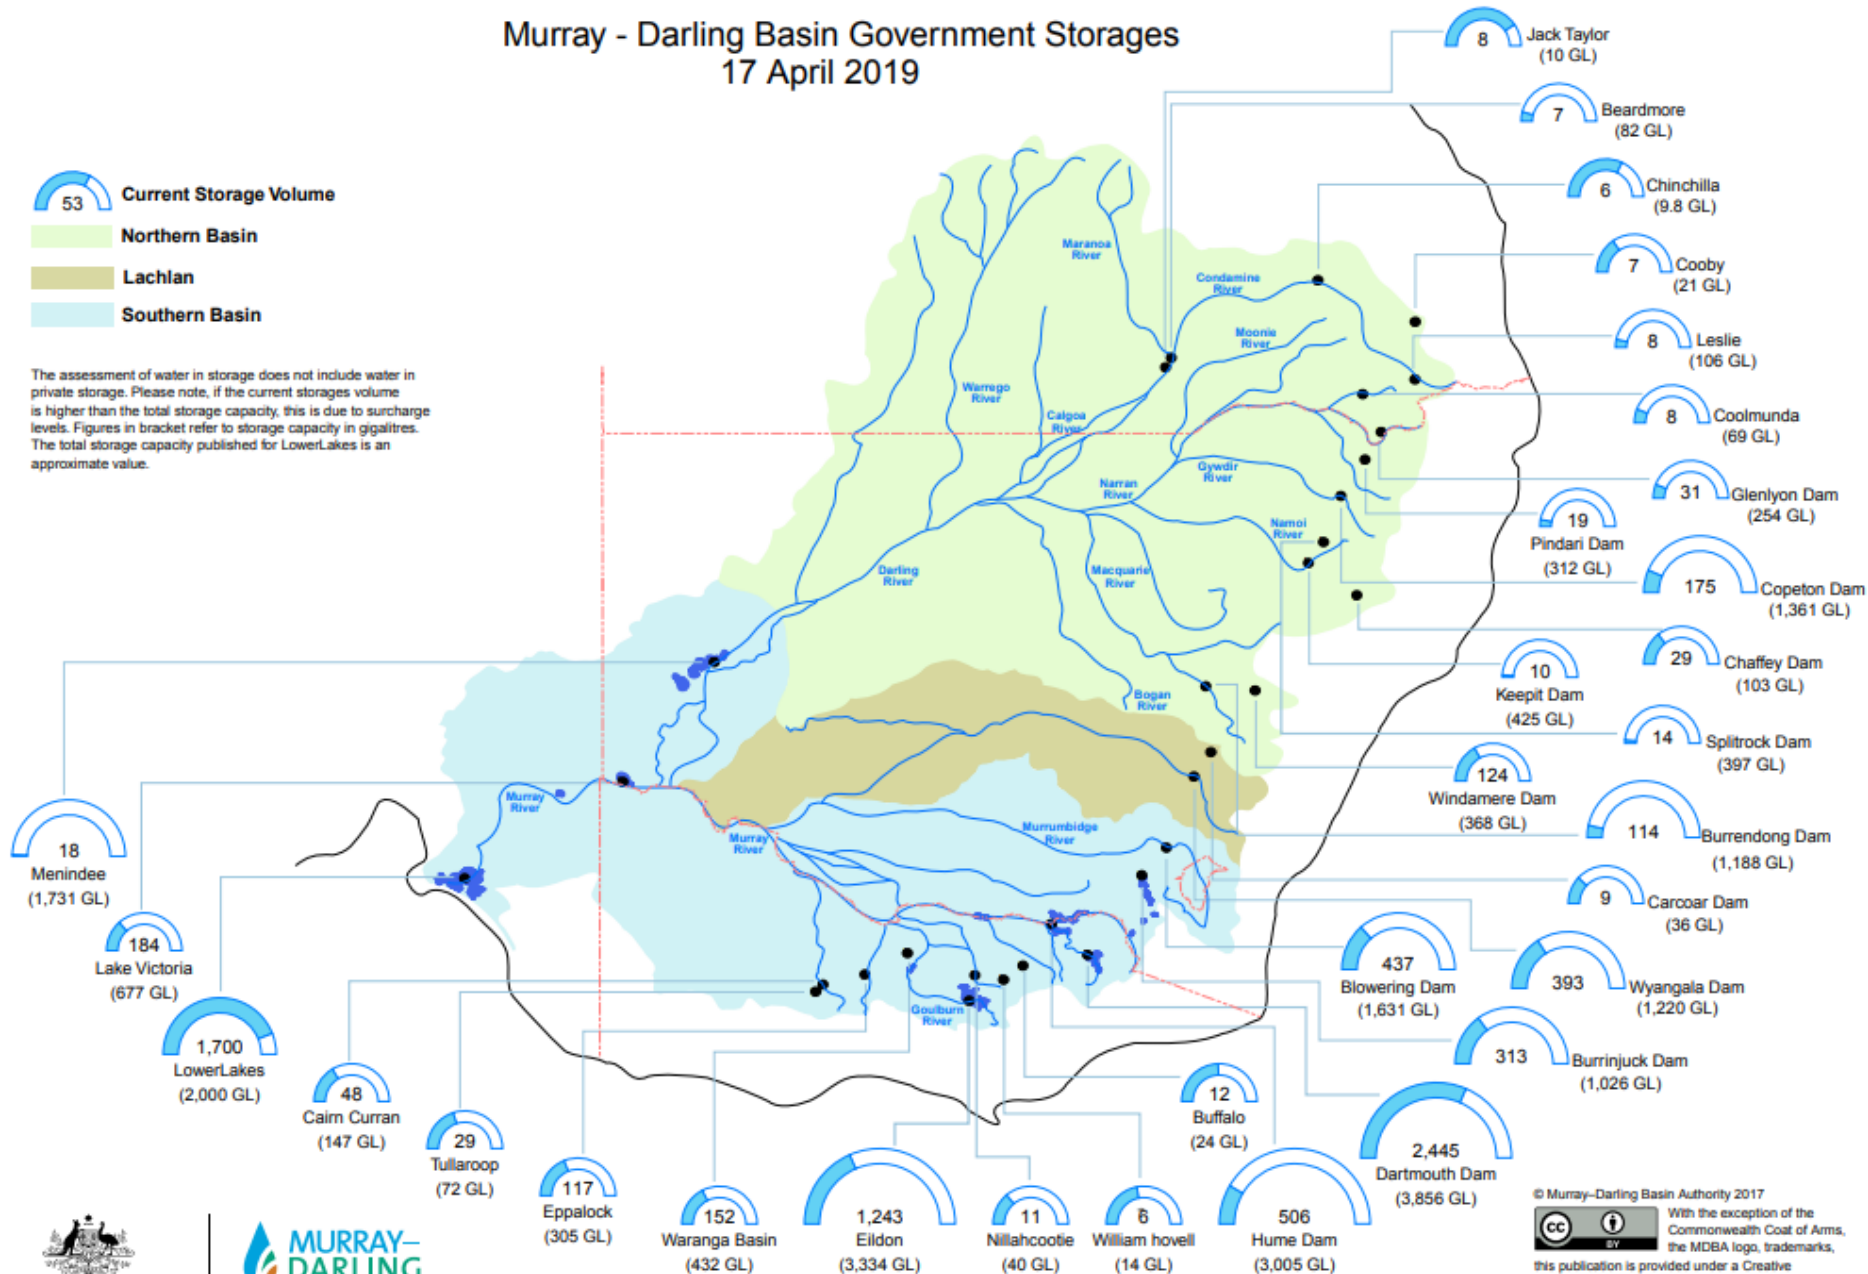 Murray - Darling Basin Government Storages
17 April 2019
53
Current Storage Volume
Northern Basin
Lachlan
Southern Basin
The assessment of water in storage does not include water in
private storage. Please note, if the current storages volume
is higher than the total storage capacity, this is due to surcharge
levels. Figures in bracket refer to storage capacity in gigalitres.
The total storage capacity published for LowerLakes is an
approximate value.
8
Jack Taylor
(10 GL)
7
Beardmore
(82 GL)
6
Chinchilla
(9.8 GL)
7
Cooby
(21 GL)
8
Leslie
(106 GL)
8
Coolmunda
(69 GL)
31
Glenlyon Dam
(254 GL)
19
Pindari Dam
(312 GL)
175
Copeton Dam
(1,361 GL)
29
Chaffey Dam
(103 GL)
10
Keepit Dam
(425 GL)
14
Splitrock Dam
(397 GL)
124
Windamere Dam
(368 GL)
114
Burrendong Dam
(1,188 GL)
9
Carcoar Dam
(36 GL)
437
Blowering Dam
(1,631 GL)
393
Wyangala Dam
(1,220 GL)
313
Burrinjuck Dam
(1,026 GL)
2,445
Dartmouth Dam
(3,856 GL)
12
Buffalo
(24 GL)
506
Hume Dam
(3,005 GL)
6
William hovell
(14 GL)
11
Nillahcootie
(40 GL)
1,243
Eildon
(3,334 GL)
152
Waranga Basin
(432 GL)
117
Eppalock
(305 GL)
29
Tullaroop
(72 GL)
48
Cairn Curran
(147 GL)
1,700
LowerLakes
(2,000 GL)
184
Lake Victoria
(677 GL)
18
Menindee
(1,731 GL)
Maranoa
River
Condamine
River
Moonie
River
Warrego
River
Calgoa
River
Gywdir
River
Narran
River
Namoi
River
Darling
River
Macquarie
River
Bogan
River
Murray
River
Murray
River
Murrumbidge
River
Goulburn
River
MURRAY–
DARLING
© Murray–Darling Basin Authority 2017
cc
BY
With the exception of the
Commonwealth Coat of Arms,
the MDBA logo, trademarks,
this publication is provided under a Creative